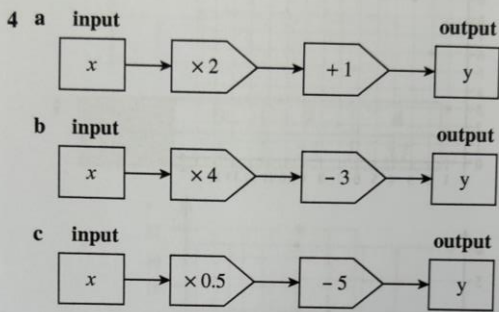 4 a input output
x × 2 + 1 y
b input output
x × 4 − 3 y
c input output
x × 0.5 − 5 y